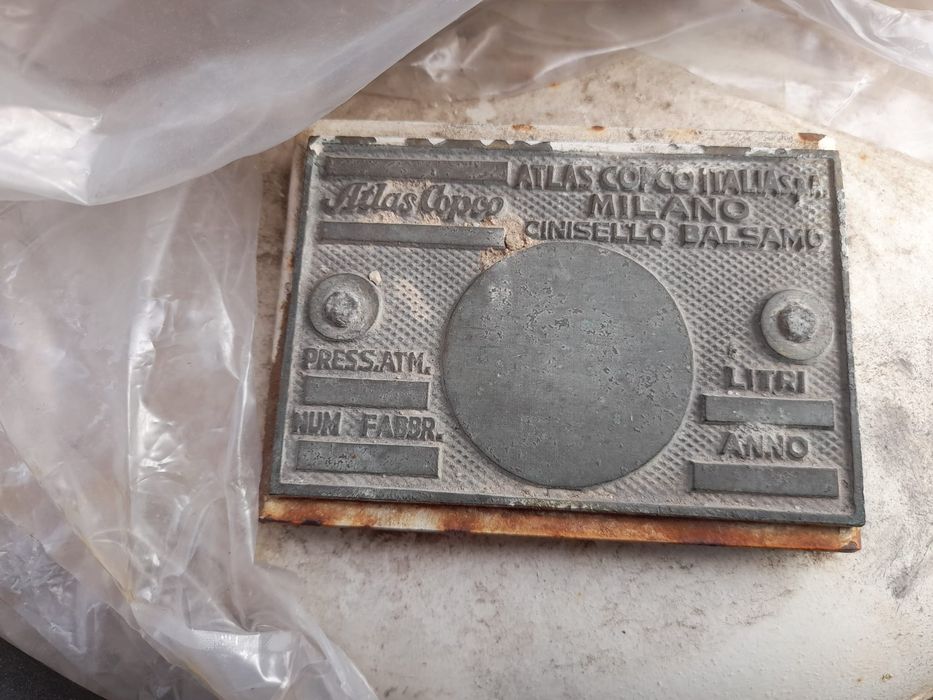 Atlas Copco
ATLAS COPCO ITALIA S.p.A.
MILANO
CINISELLO BALSAMO
PRESS.ATM.
NUM FABBR.
LITRI
ANNO